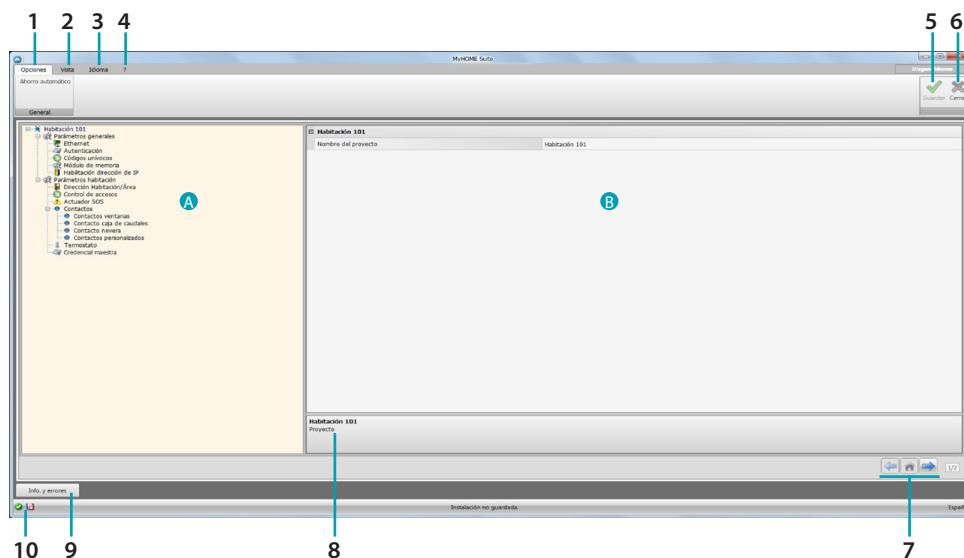 1 2 3 4 5 6
MyHOME Suite
Opciones Vista Idioma ?
Ahorro automático
General
Guardar Cerra
Habitación 101
Parámetros generales
Ethernet
Autenticación
Códigos unívocos
Módulo de memoria
Habilitación dirección de IP
Parámetros habitación
Dirección Habitación/Área
Control de accesos
Actuador SOS
Contactos
Contactos ventanas
Contacto caja de caudales
Contacto nevera
Contactos personalizados
Termostato
Credencial maestra
A
Habitación 101
Nombre del proyecto Habitación 101
B
Habitación 101
Proyecto
1/2
Info. y errores
Instalación no guardada.
Españ
10 9 8 7